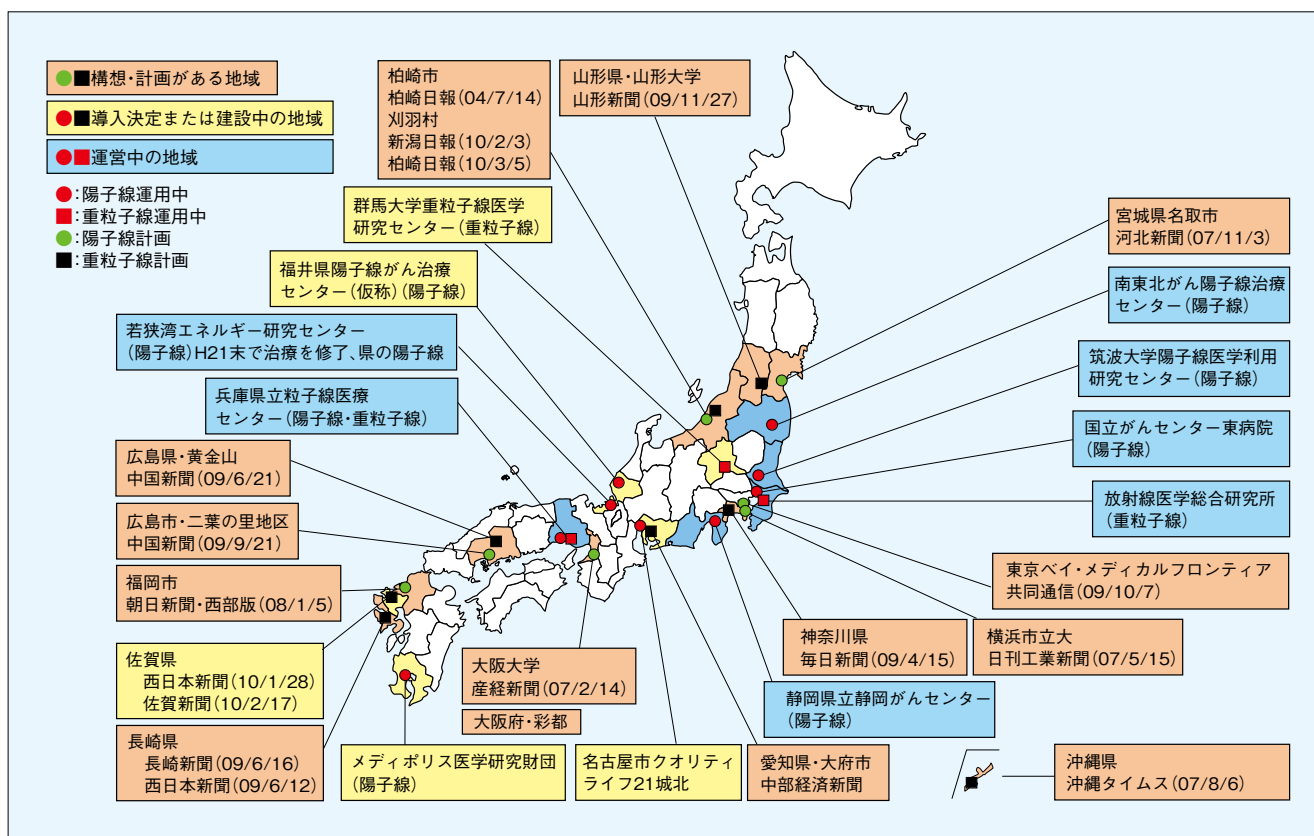 ●■構想・計画がある地域
●■導入決定または建設中の地域
●■運営中の地域
●:陽子線運用中
■:重粒子線運用中
●:陽子線計画
■:重粒子線計画
柏崎市
柏崎日報(04/7/14)
刈羽村
新潟日報(10/2/3)
柏崎日報(10/3/5)
山形県・山形大学
山形新聞(09/11/27)
群馬大学重粒子線医学
研究センター(重粒子線)
福井県陽子線がん治療
センター(仮称)(陽子線)
若狭湾エネルギー研究センター
(陽子線)H21末で治療を修了、県の陽子線
兵庫県立粒子線医療
センター(陽子線・重粒子線)
広島県・黄金山
中国新聞(09/6/21)
広島市・二葉の里地区
中国新聞(09/9/21)
福岡市
朝日新聞・西部版(08/1/5)
佐賀県
西日本新聞(10/1/28)
佐賀新聞(10/2/17)
長崎県
長崎新聞(09/6/16)
西日本新聞(09/6/12)
メディポリス医学研究財団
(陽子線)
大阪大学
産経新聞(07/2/14)
大阪府・彩都
名古屋市クオリティ
ライフ21城北
愛知県・大府市
中部経済新聞
静岡県立静岡がんセンター
(陽子線)
神奈川県
毎日新聞(09/4/15)
横浜市立大
日刊工業新聞(07/5/15)
東京ベイ・メディカルフロンティア
共同通信(09/10/7)
放射線医学総合研究所
(重粒子線)
国立がんセンター東病院
(陽子線)
筑波大学陽子線医学利用
研究センター(陽子線)
南東北がん陽子線治療
センター(陽子線)
宮城県名取市
河北新聞(07/11/3)
沖縄県
沖縄タイムス(07/8/6)